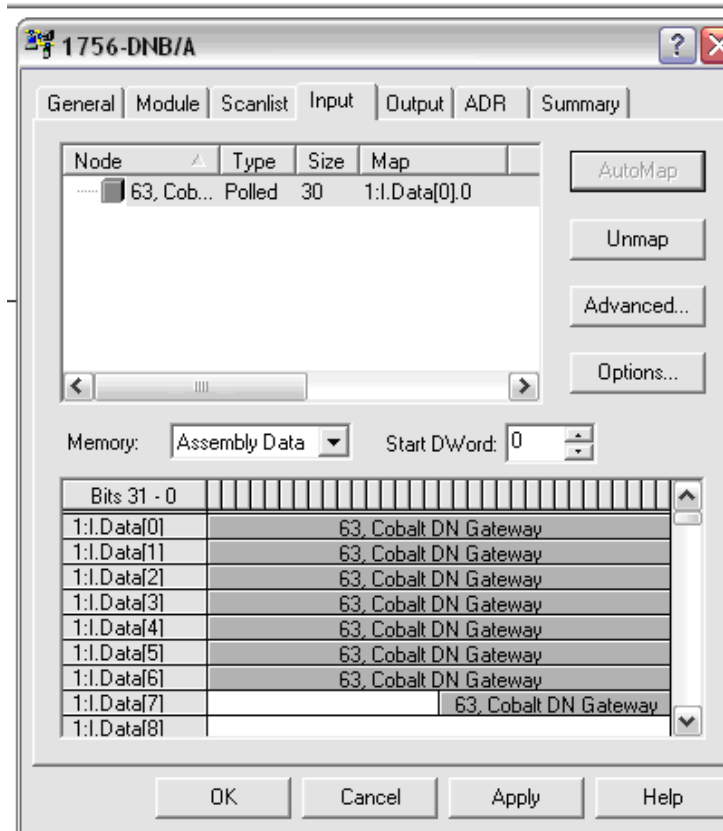 1756-DNB/A
General Module Scanlist Input Output ADR Summary
Node Type Size Map
63, Cob... Polled 30 1:I.Data[0].0
AutoMap
Unmap
Advanced...
Options...
Memory: Assembly Data Start DWord: 0
Bits 31 - 0
1:I.Data[0] 63, Cobalt DN Gateway
1:I.Data[1] 63, Cobalt DN Gateway
1:I.Data[2] 63, Cobalt DN Gateway
1:I.Data[3] 63, Cobalt DN Gateway
1:I.Data[4] 63, Cobalt DN Gateway
1:I.Data[5] 63, Cobalt DN Gateway
1:I.Data[6] 63, Cobalt DN Gateway
1:I.Data[7] 63, Cobalt DN Gateway
1:I.Data[8]
OK Cancel Apply Help